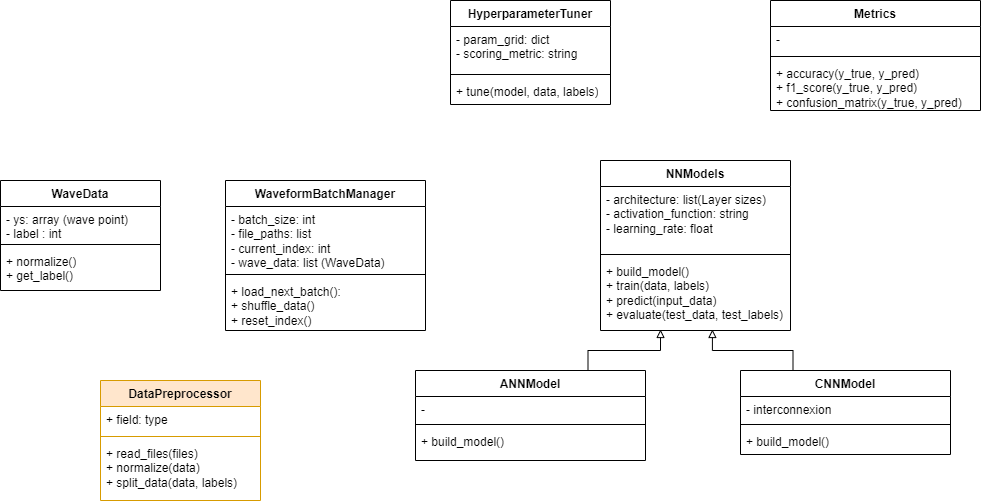 HyperparameterTuner
- param_grid: dict
- scoring_metric: string
+ tune(model, data, labels)
Metrics
-
+ accuracy(y_true, y_pred)
+ f1_score(y_true, y_pred)
+ confusion_matrix(y_true, y_pred)
WaveData
- ys: array (wave point)
- label : int
+ normalize()
+ get_label()
WaveformBatchManager
- batch_size: int
- file_paths: list
- current_index: int
- wave_data: list (WaveData)
+ load_next_batch():
+ shuffle_data()
+ reset_index()
NNModels
- architecture: list(Layer sizes)
- activation_function: string
- learning_rate: float
+ build_model()
+ train(data, labels)
+ predict(input_data)
+ evaluate(test_data, test_labels)
DataPreprocessor
+ field: type
+ read_files(files)
+ normalize(data)
+ split_data(data, labels)
ANNModel
-
+ build_model()
CNNModel
- interconnexion
+ build_model()